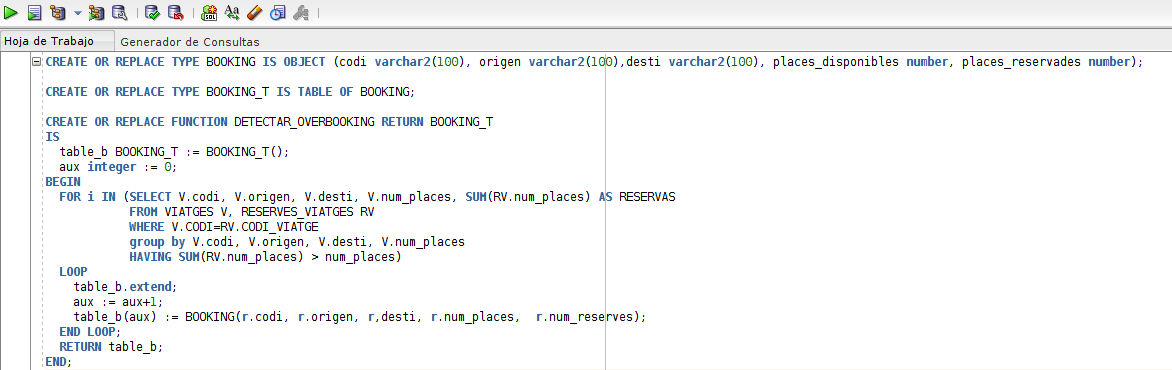 SQL
Aa
Hoja de Trabajo
Generador de Consultas
CREATE OR REPLACE TYPE BOOKING IS OBJECT (codi varchar2(100), origen varchar2(100),desti varchar2(100), places_disponibles number, places_reservades number);
CREATE OR REPLACE TYPE BOOKING_T IS TABLE OF BOOKING;
CREATE OR REPLACE FUNCTION DETECTAR_OVERBOOKING RETURN BOOKING_T
IS
table_b BOOKING_T := BOOKING_T();
aux integer := 0;
BEGIN
FOR i IN (SELECT V.codi, V.origen, V.desti, V.num_places, SUM(RV.num_places) AS RESERVAS
FROM VIATGES V, RESERVES_VIATGES RV
WHERE V.CODI=RV.CODI_VIATGE
group by V.codi, V.origen, V.desti, V.num_places
HAVING SUM(RV.num_places) > num_places)
LOOP
table_b.extend;
aux := aux+1;
table_b(aux) := BOOKING(r.codi, r.origen, r,desti, r.num_places, r.num_reserves);
END LOOP;
RETURN table_b;
END;